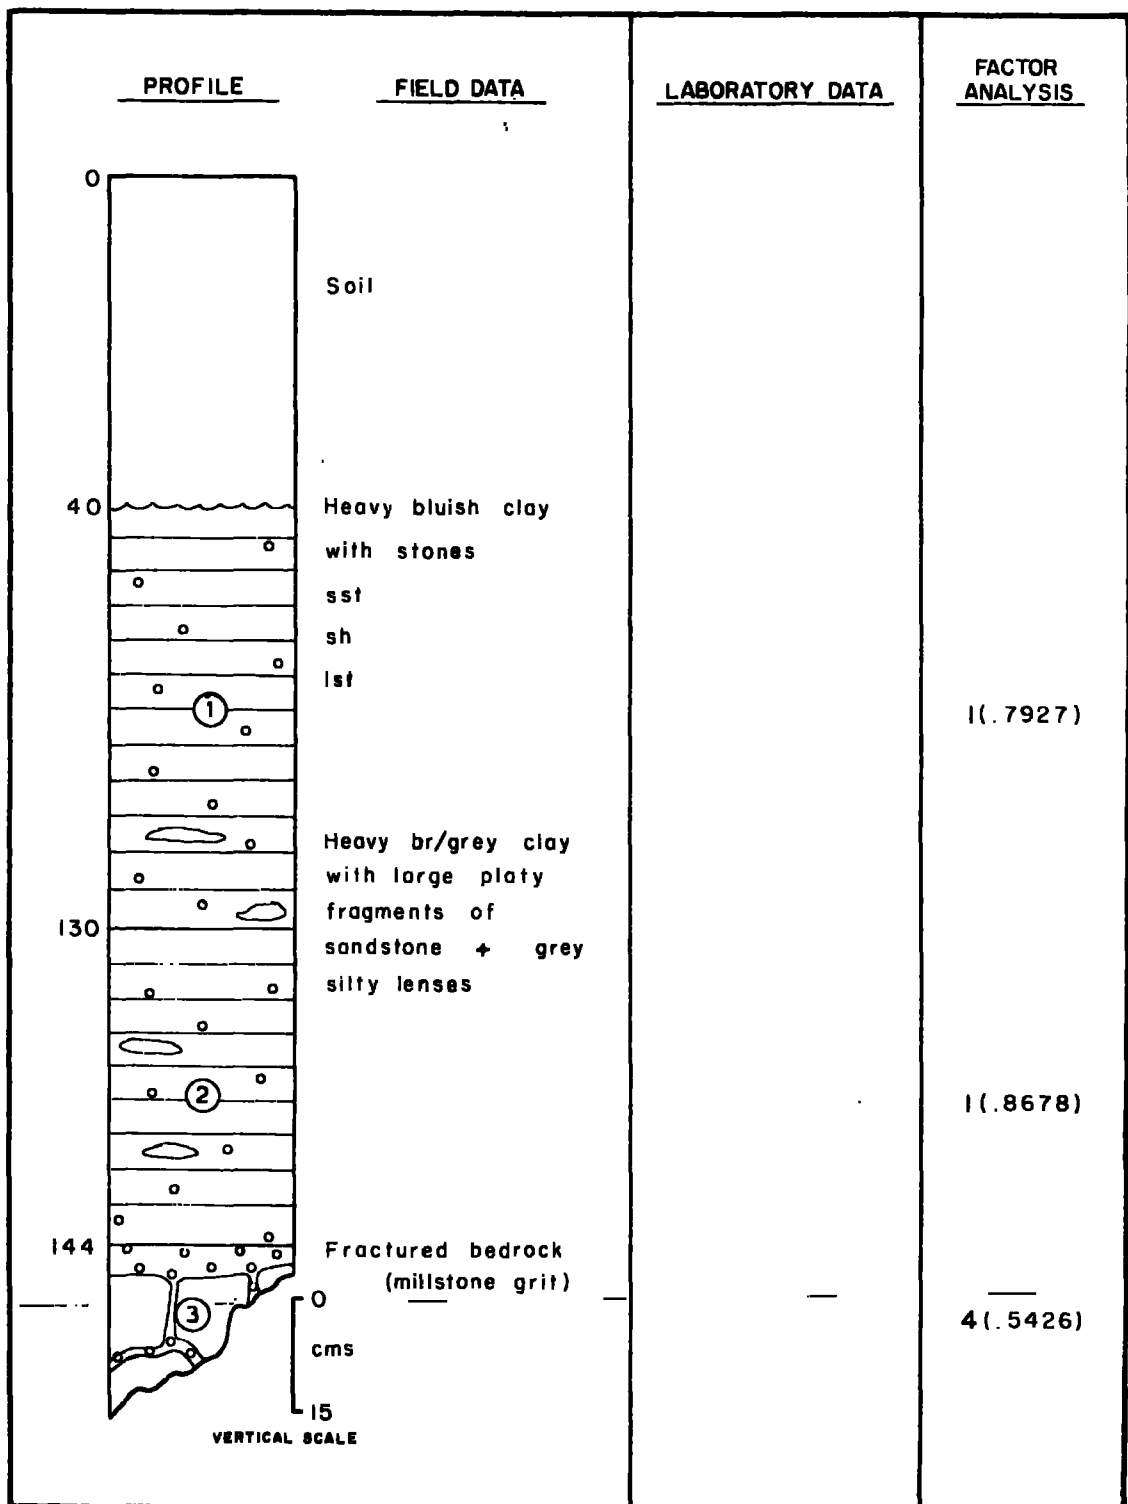 PROFILE
FIELD DATA
LABORATORY DATA
FACTOR
ANALYSIS
0
Soil
40
Heavy bluish clay
with stones
sst
sh
lst
1
1(.7927)
Heavy br/grey clay
with large platy
fragments of
130
sandstone + grey
silty lenses
2
1(.8678)
144
Fractured bedrock
(millstone grit)
0
3
4(.5426)
cms
15
VERTICAL SCALE